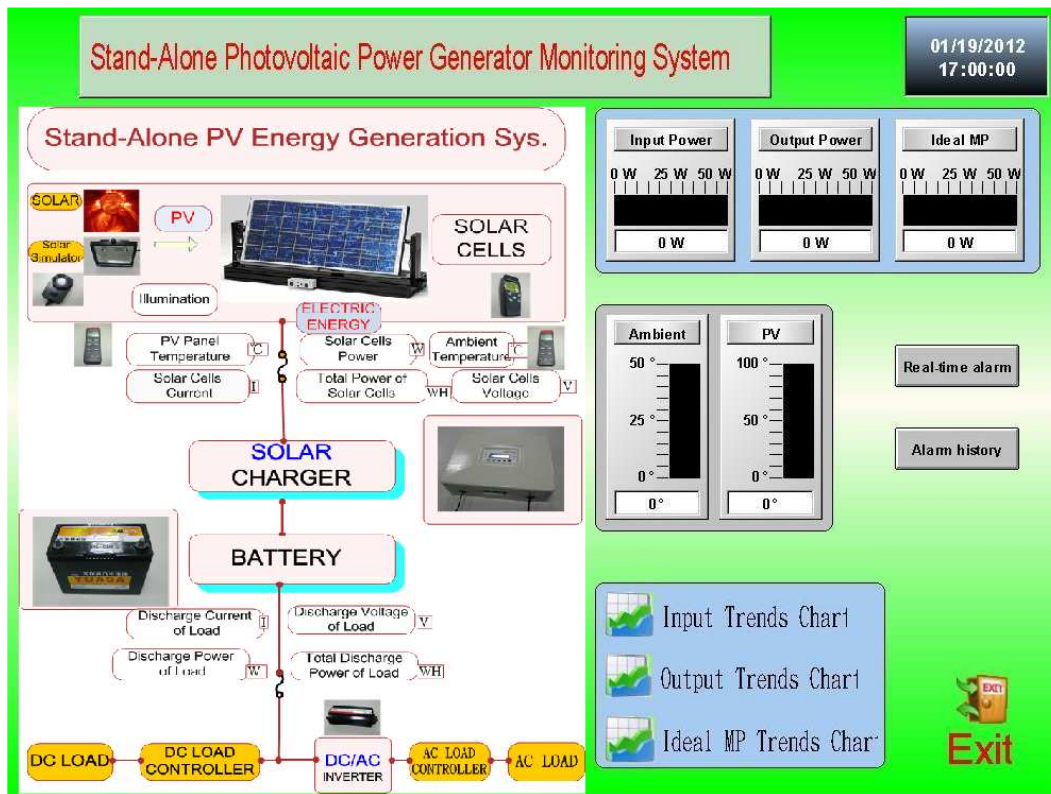 Stand-Alone Photovoltaic Power Generator Monitoring System
01/19/2012
17:00:00
Stand-Alone PV Energy Generation Sys.
SOLAR
PV
Solar
Simulator
SOLAR
CELLS
Illumination
ELECTRIC
ENERGY
PV Panel
Temperature
C
Solar Cells
Power
W
Ambient
Temperature
C
Solar Cells
Current
I
Total Power of
Solar Cells
WH
Solar Cells
Voltage
V
SOLAR
CHARGER
BATTERY
YUASA
Discharge Current
of Load
I
Discharge Voltage
of Load
V
Discharge Power
of Load
W
Total Discharge
Power of Load
WH
DC LOAD
DC LOAD
CONTROLLER
DC/AC
INVERTER
AC LOAD
CONTROLLER
AC LOAD
Input Power
0 W 25 W 50 W
0 W
Output Power
0 W 25 W 50 W
0 W
Ideal MP
0 W 25 W 50 W
0 W
Ambient
50 °
25 °
0 °
0 °
PV
100 °
50 °
0 °
0 °
Real-time alarm
Alarm history
Input Trends Chart
Output Trends Chart
Ideal MP Trends Chart
EXIT
Exit